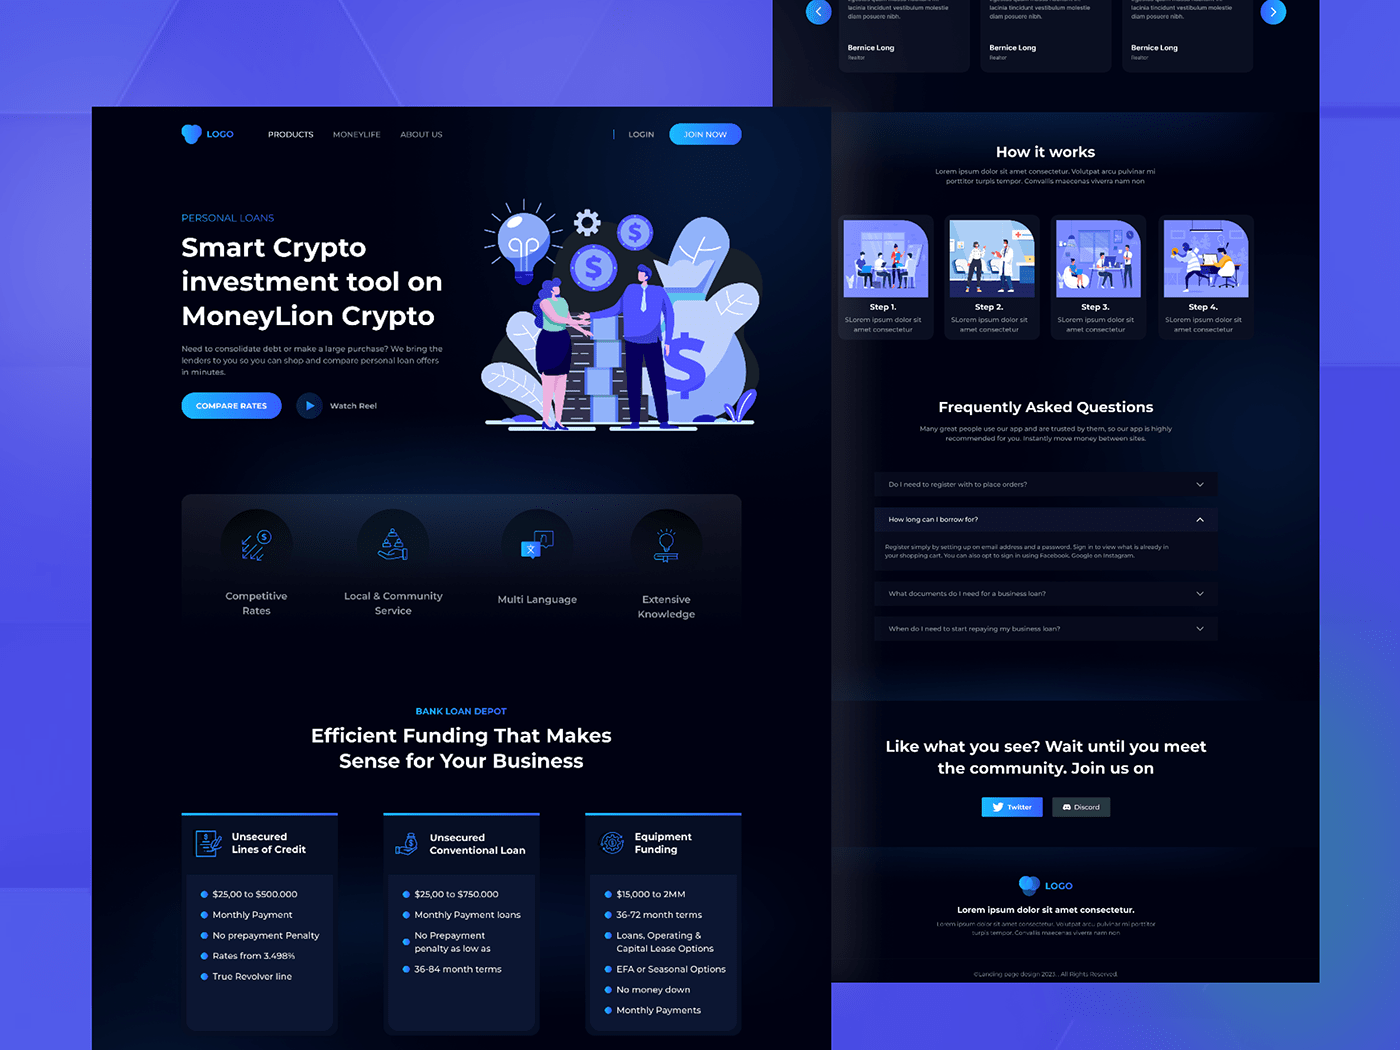 LOGO
PRODUCTS
MONEYLIFE
ABOUT US
LOGIN
JOIN NOW
PERSONAL LOANS
Smart Crypto
investment tool on
MoneyLion Crypto
Need to consolidate debt or make a large purchase? We bring the
lenders to you so you can shop and compare personal loan offers
in minutes.
COMPARE RATES
Watch Reel
$
$
$
Competitive
Rates
Local & Community
Service
Multi Language
Extensive
Knowledge
BANK LOAN DEPOT
Efficient Funding That Makes
Sense for Your Business
Unsecured
Lines of Credit
$25,00 to $500.000
Monthly Payment
No prepayment Penalty
Rates from 3.498%
True Revolver line
Unsecured
Conventional Loan
$25,00 to $750.000
Monthly Payment loans
No Prepayment
penalty as low as
36-84 month terms
Equipment
Funding
$15,000 to 2MM
36-72 month terms
Loans, Operating &
Capital Lease Options
EFA or Seasonal Options
No money down
Monthly Payments
lacinia tincidunt vestibulum molestie
diam posuere nibh.
Bernice Long
Realtor
lacinia tincidunt vestibulum molestie
diam posuere nibh.
Bernice Long
Realtor
lacinia tincidunt vestibulum molestie
diam posuere nibh.
Bernice Long
Realtor
How it works
Lorem ipsum dolor sit amet consectetur. Volutpat arcu pulvinar mi
porttitor turpis tempor. Convallis maecenas viverra nam non
Step 1.
SLorem ipsum dolor sit
amet consectetur
Step 2.
SLorem ipsum dolor sit
amet consectetur
Step 3.
SLorem ipsum dolor sit
amet consectetur
Step 4.
SLorem ipsum dolor sit
amet consectetur
Frequently Asked Questions
Many great people use our app and are trusted by them, so our app is highly
recommended for you. Instantly move money between sites.
Do I need to register with to place orders?
How long can I borrow for?
Register simply by setting up on email address and a password. Sign in to view what is already in
your shopping cart. You can also opt to sign in using Facebook, Google on Instagram.
What documents do I need for a business loan?
When do I need to start repaying my business loan?
Like what you see? Wait until you meet
the community. Join us on
Twitter
Discord
LOGO
Lorem ipsum dolor sit amet consectetur.
Lorem ipsum dolor sit amet consectetur. Volutpat arcu pulvinar mi porttitor
turpis tempor. Convallis maecenas viverra nam non
©Landing page design 2023. . All Rights Reserved